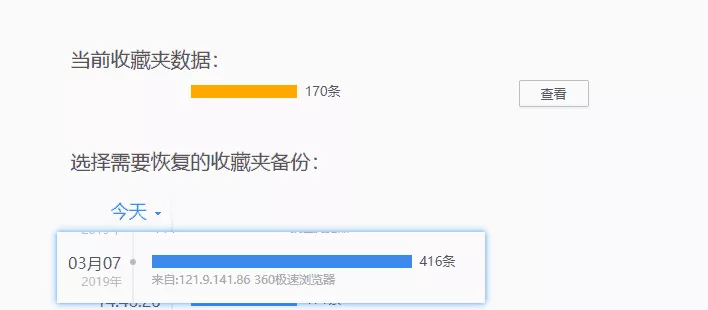 当前收藏夹数据：
170条
查看
选择需要恢复的收藏夹备份：
今天
03月07
416条
2019年
来自:121.9.141.86 360极速浏览器